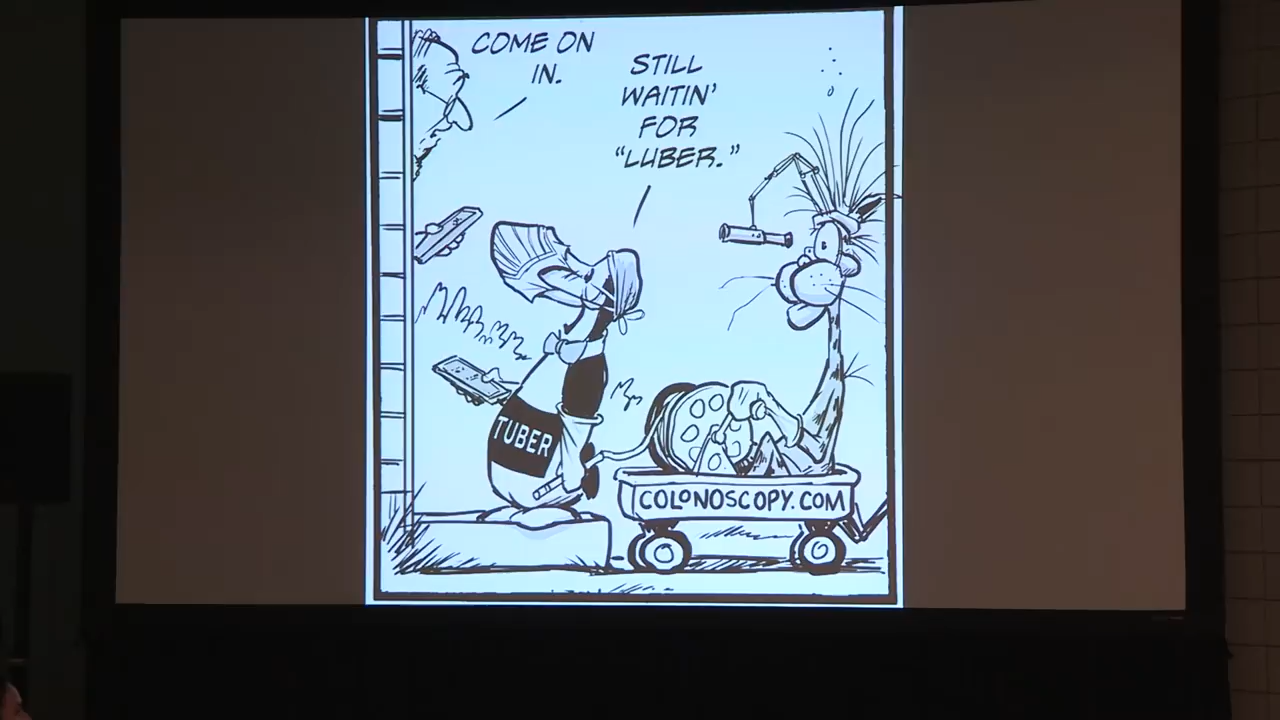 COME ON
IN.
STILL
WAITIN'
FOR
"LUBER."
TUBER
COLONOSCOPY.COM